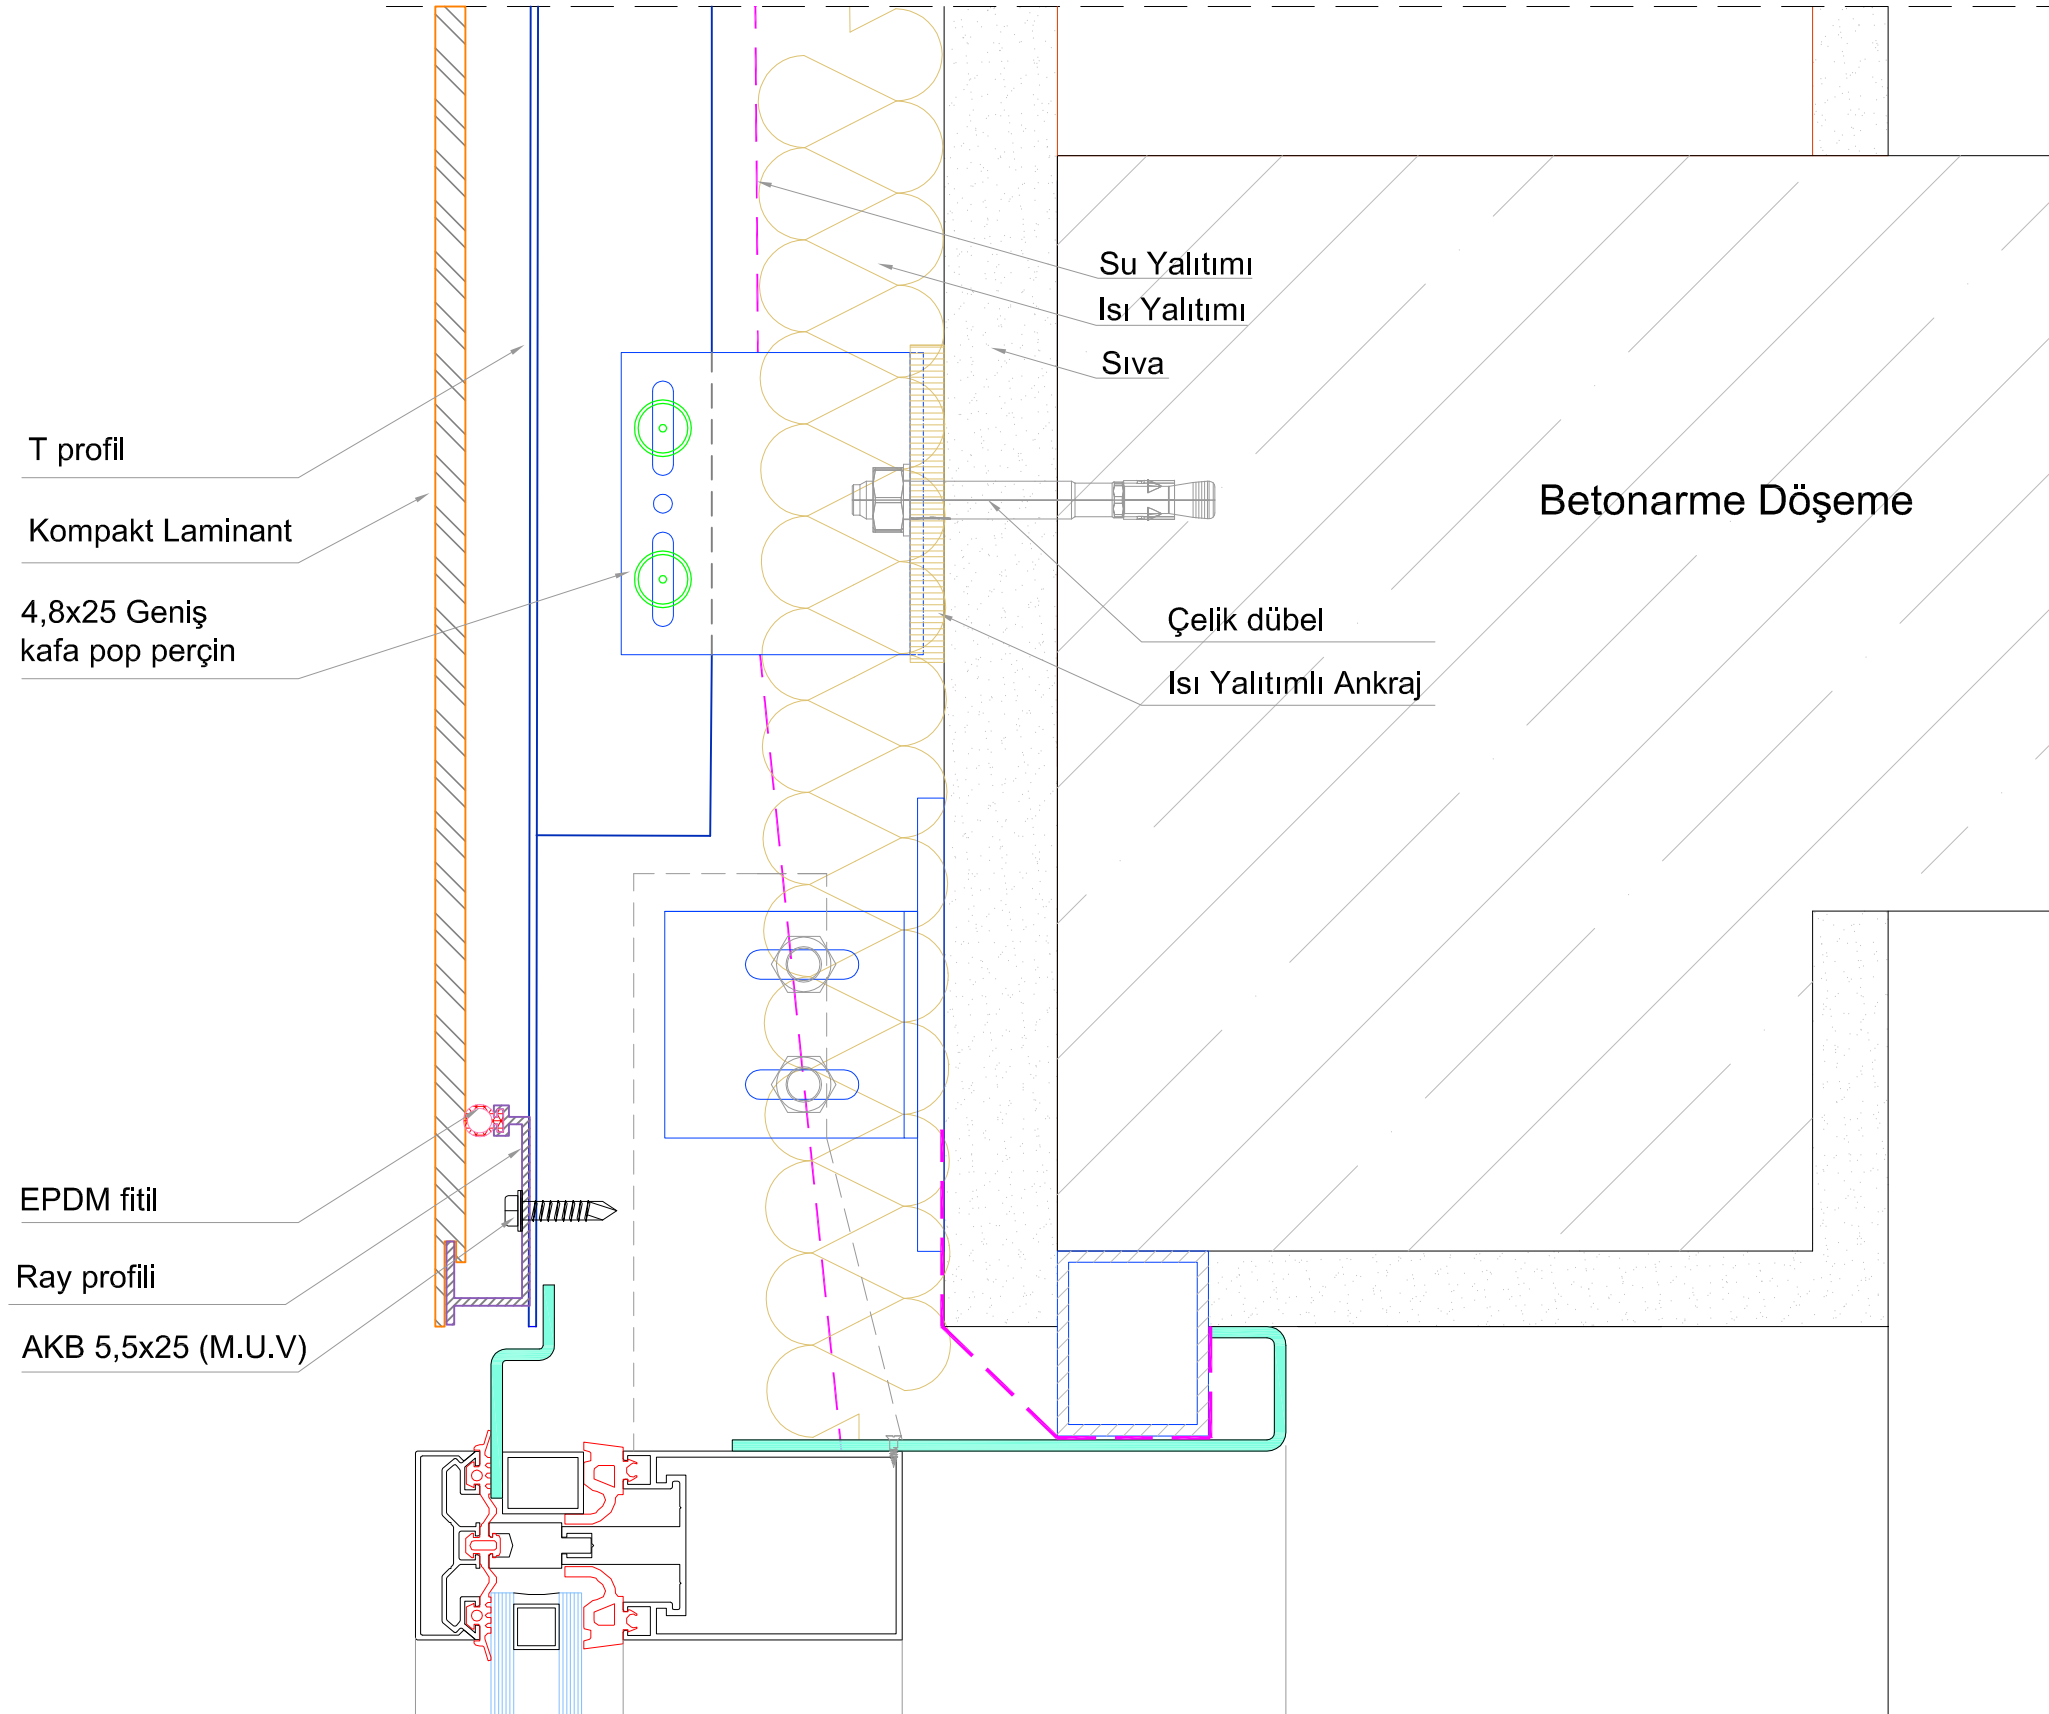 Su Yalıtımı
Isı Yalıtımı
Sıva
T profil
Kompakt Laminant
4,8x25 Geniş
kafa pop perçin
Betonarme Döşeme
Çelik dübel
Isı Yalıtımlı Ankraj
EPDM fitil
Ray profili
AKB 5,5x25 (M.U.V)